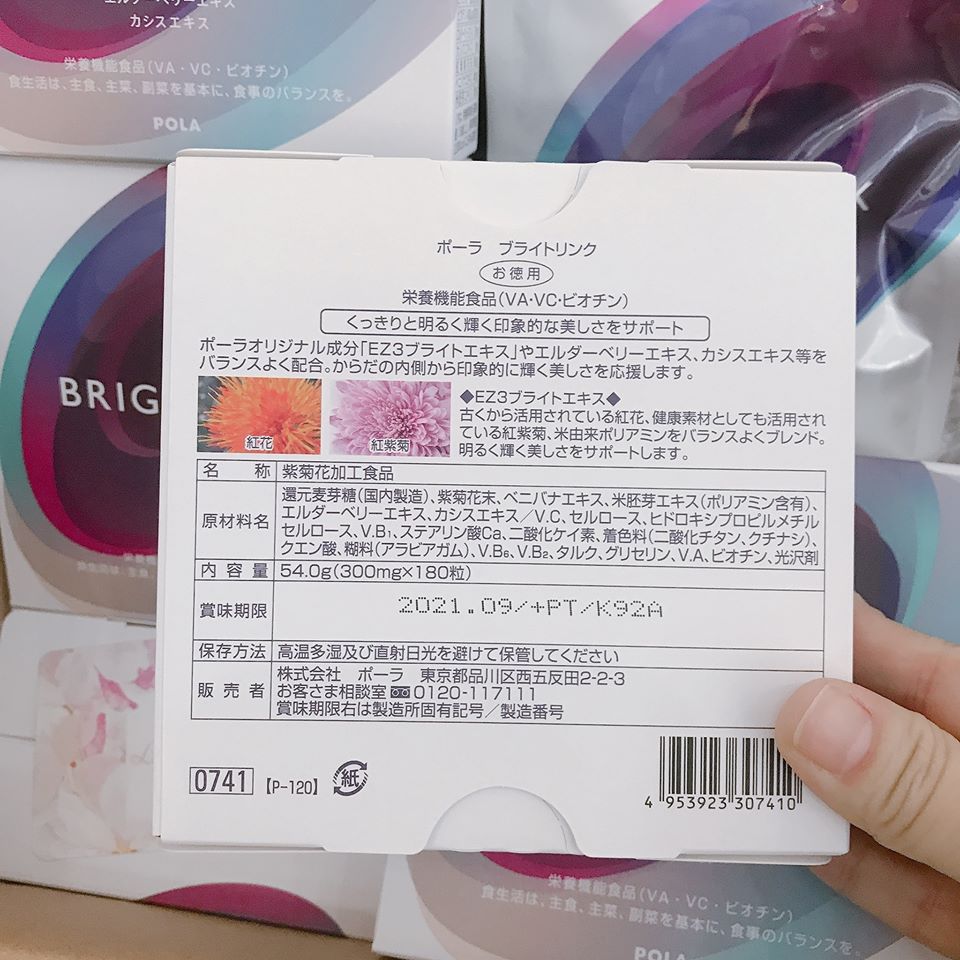 エルダーベリーエキス
カシスエキス
栄養機能食品(VA・VC・ビオチン)
食生活は、主食、主菜、副菜を基本に、食事のバランスを。
POLA
BRIG
K
ポーラ ブライトリンク
お徳用
栄養機能食品(VA・VC・ビオチン)
くっきりと明るく輝く印象的な美しさをサポート
ポーラオリジナル成分「EZ3ブライトエキス」やエルダーベリーエキス、カシスエキス等を
バランスよく配合。からだの内側から印象的に輝く美しさを応援します。
紅花
紅紫菊
◆EZ3ブライトエキス◆
古くから活用されている紅花、健康素材としても活用され
ている紅紫菊、米由来ポリアミンをバランスよくブレンド。
明るく輝く美しさをサポートします。
名 称 紫菊花加工食品
原材料名 還元麦芽糖(国内製造)、紫菊花末、ベニバナエキス、米胚芽エキス(ポリアミン含有)、
エルダーベリーエキス、カシスエキス/V.C、セルロース、ヒドロキシプロピルメチル
セルロース、V.B₁、ステアリン酸Ca、二酸化ケイ素、着色料(二酸化チタン、クチナシ)、
クエン酸、糊料(アラビアガム)、V.B₆、V.B₂、タルク、グリセリン、V.A、ビオチン、光沢剤
内 容 量 54.0g(300mg×180粒)
賞味期限 2021.09/+PT/K92A
保存方法 高温多湿及び直射日光を避けて保管してください
販 売 者 株式会社 ポーラ 東京都品川区西五反田2-2-3
お客さま相談室 0120-117111
賞味期限右は製造所固有記号/製造番号
0741 【P-120】 紙
4 953923 307410
栄養機能食品(VA・VC・ビオチン)
食生活は、主食、主菜、副菜を基本に、食事のバランスを。
POLA